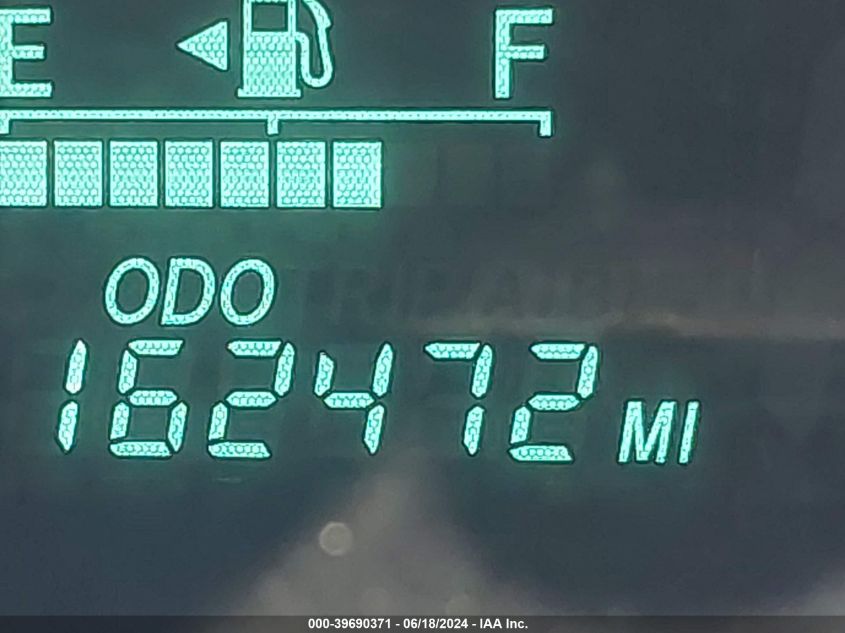 E F
ODO
162472 MI
000-39690371 - 06/18/2024 - IAA Inc.